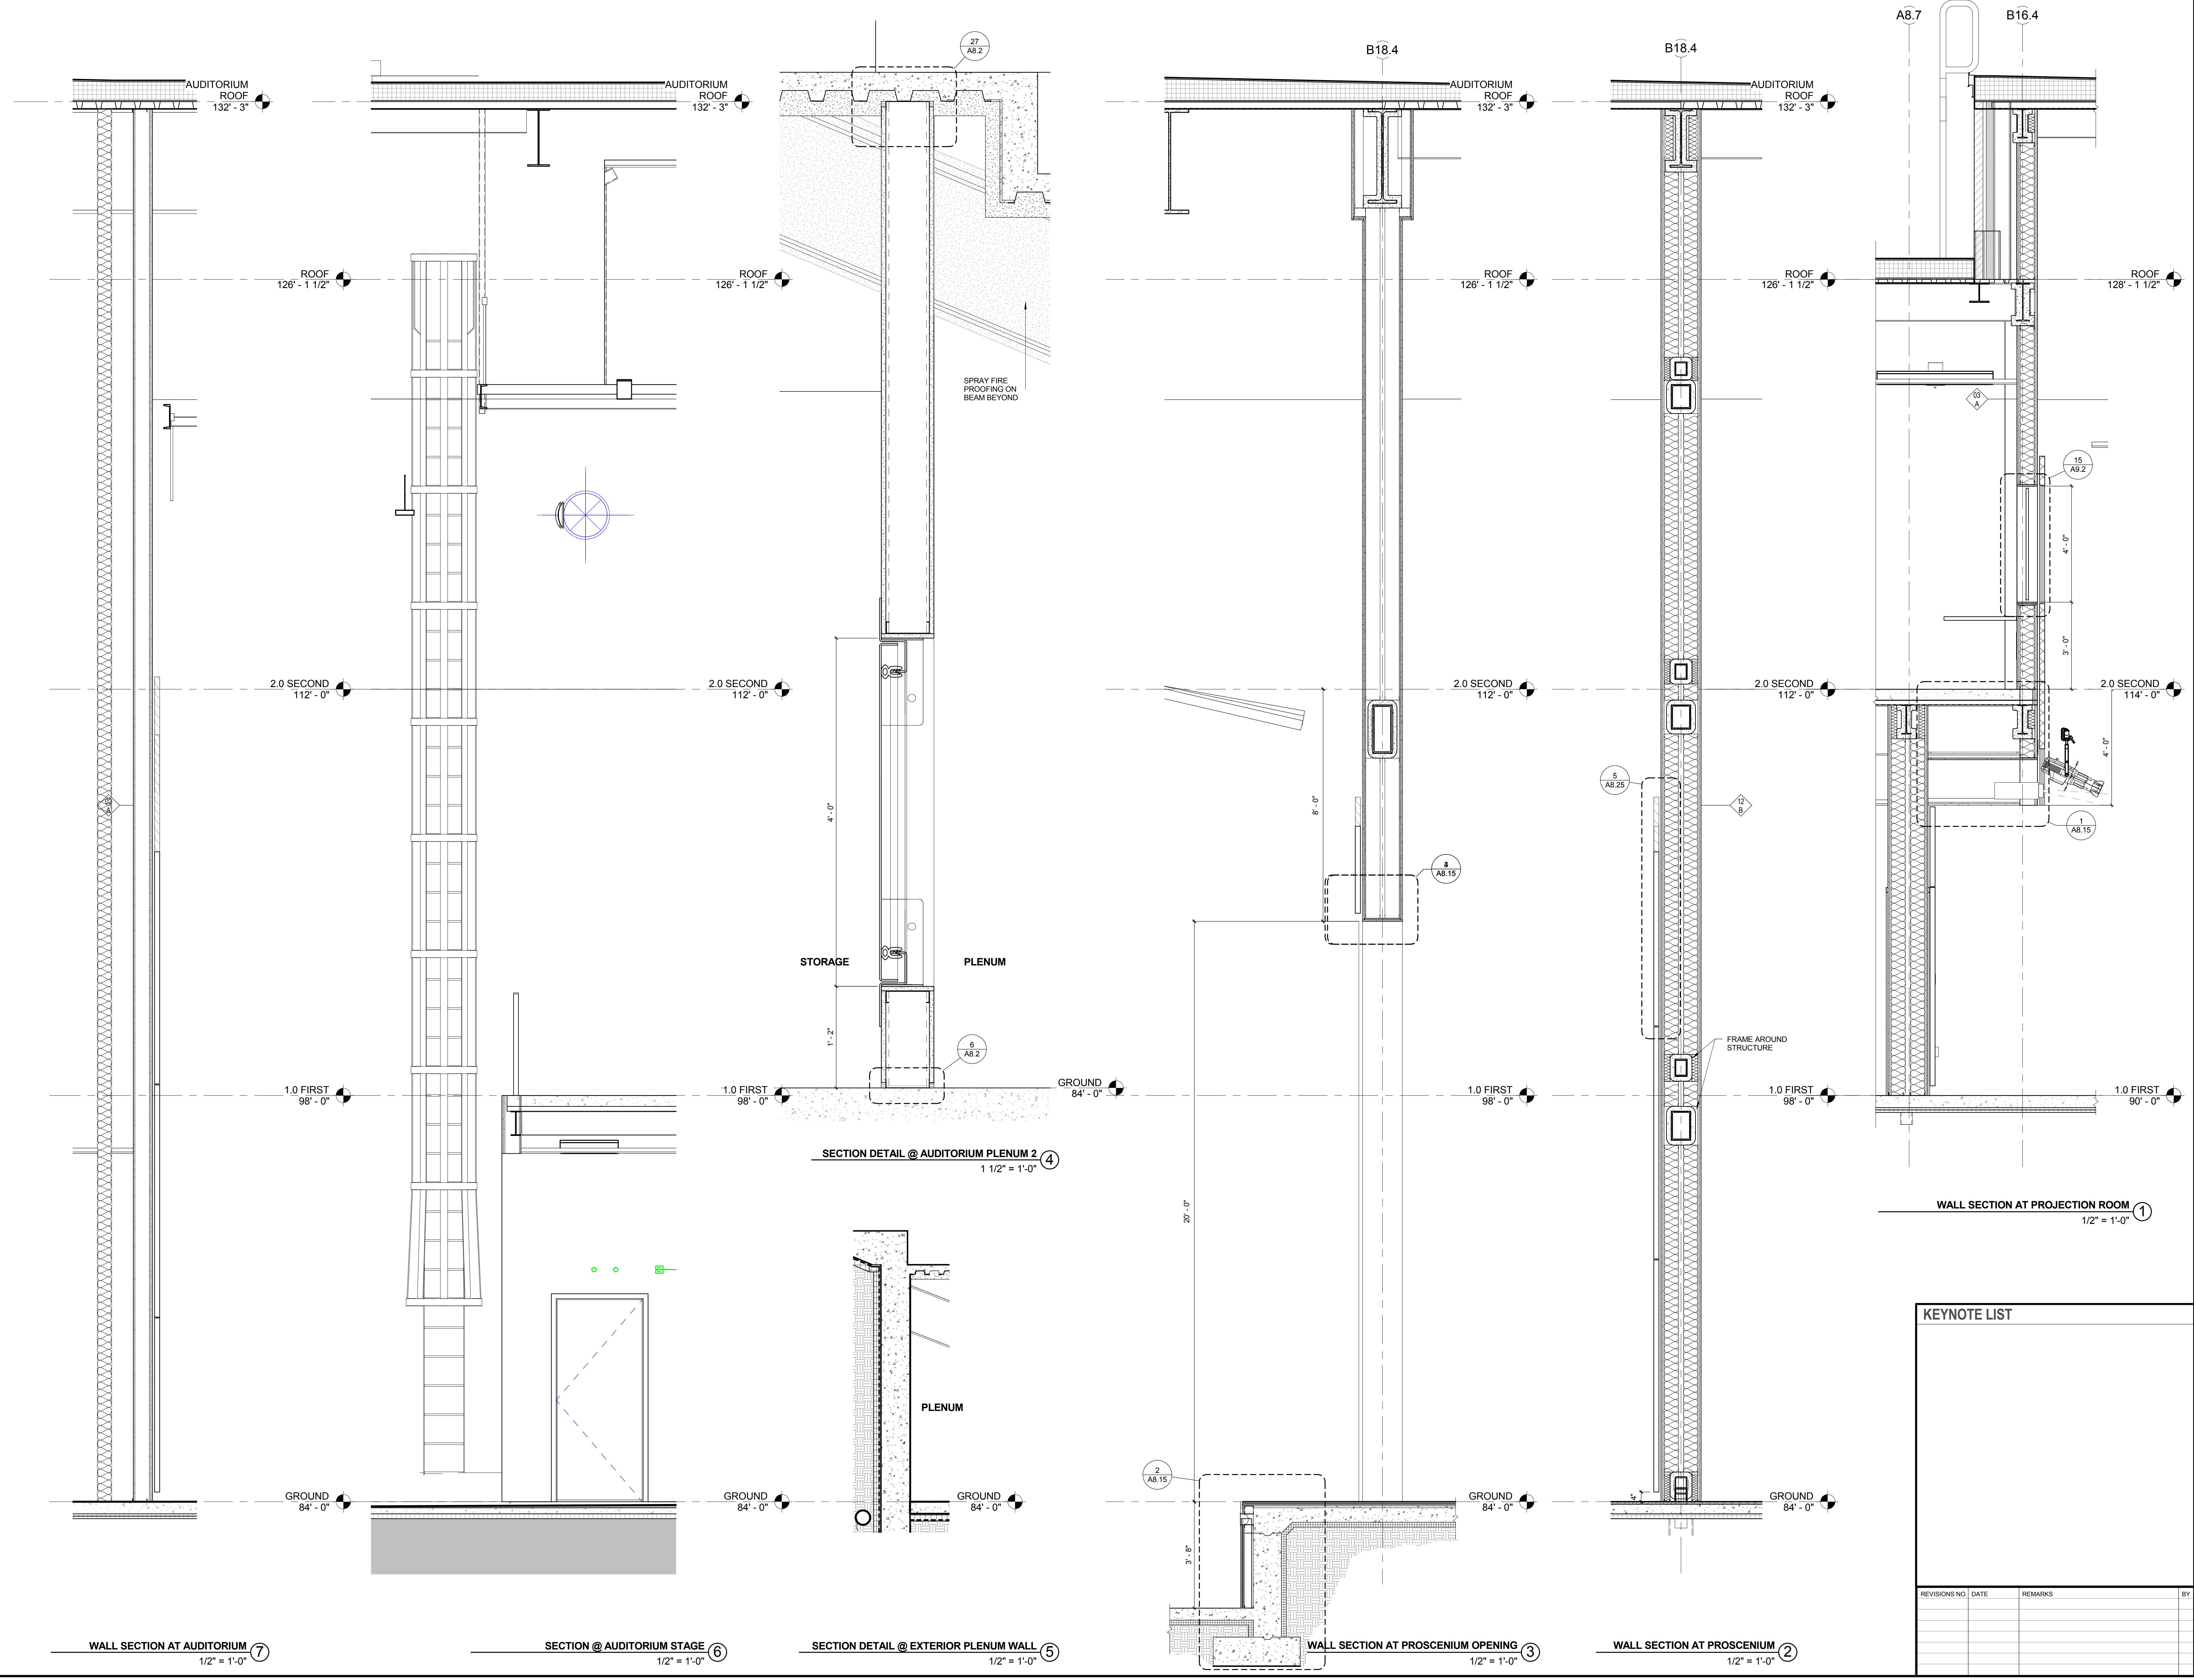 AUDITORIUM
ROOF
132' - 3"
ROOF
126' - 1 1/2"
2.0 SECOND
112' - 0"
02
A
1.0 FIRST
98' - 0"
GROUND
84' - 0"
WALL SECTION AT AUDITORIUM
7
1/2" = 1'-0"
AUDITORIUM
ROOF
132' - 3"
ROOF
126' - 1 1/2"
2.0 SECOND
112' - 0"
1.0 FIRST
98' - 0"
GROUND
84' - 0"
SECTION @ AUDITORIUM STAGE
6
1/2" = 1'-0"
27
A8.2
SPRAY FIRE
PROOFING ON
BEAM BEYOND
4' - 0"
STORAGE
PLENUM
1' - 2"
6
A8.2
GROUND
84' - 0"
SECTION DETAIL @ AUDITORIUM PLENUM 2
4
1 1/2" = 1'-0"
PLENUM
GROUND
84' - 0"
SECTION DETAIL @ EXTERIOR PLENUM WALL
5
1/2" = 1'-0"
B18.4
AUDITORIUM
ROOF
132' - 3"
ROOF
126' - 1 1/2"
2.0 SECOND
112' - 0"
8' - 0"
A8.15
1.0 FIRST
98' - 0"
20' - 0"
2
A8.15
GROUND
84' - 0"
3' - 8"
WALL SECTION AT PROSCENIUM OPENING
3
1/2" = 1'-0"
B18.4
AUDITORIUM
ROOF
132' - 3"
ROOF
126' - 1 1/2"
2.0 SECOND
112' - 0"
5
A8.25
12
B
FRAME AROUND
STRUCTURE
1.0 FIRST
98' - 0"
4"
GROUND
84' - 0"
WALL SECTION AT PROSCENIUM
2
1/2" = 1'-0"
A8.7
B16.4
ROOF
128' - 1 1/2"
03
A
15
A9.2
4' - 0"
3' - 0"
2.0 SECOND
114' - 0"
4' - 0"
1
A8.15
1.0 FIRST
90' - 0"
WALL SECTION AT PROJECTION ROOM
1
1/2" = 1'-0"
KEYNOTE LIST
REVISIONS NO. DATE REMARKS BY